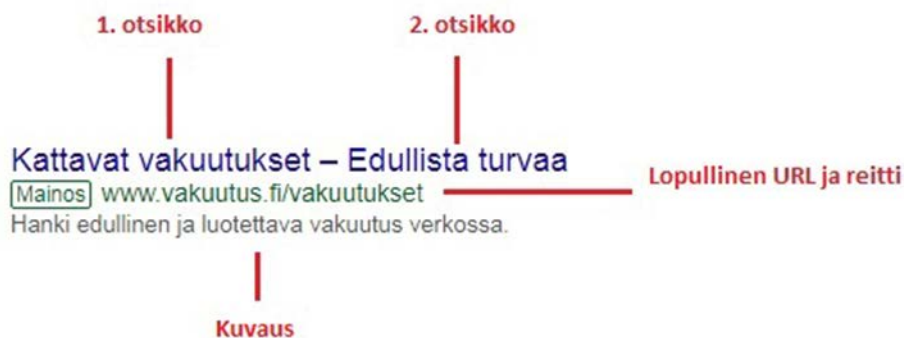 1. otsikko
2. otsikko
Kattavat vakuutukset – Edullista turvaa
Mainos www.vakuutus.fi/vakuutukset
Lopullinen URL ja reitti
Hanki edullinen ja luotettava vakuutus verkossa.
Kuvaus